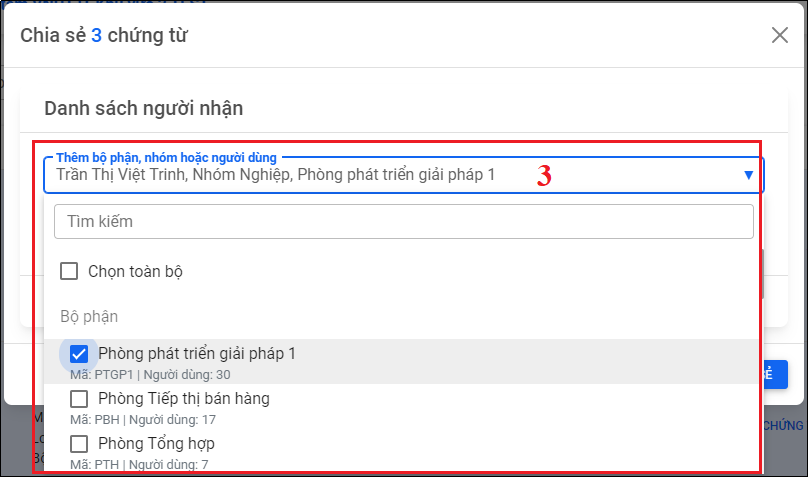 Chia sẻ 3 chứng từ
Danh sách người nhận
Thêm bộ phận, nhóm hoặc người dùng
Trần Thị Việt Trinh, Nhóm Nghiệp, Phòng phát triển giải pháp 1
3
Tìm kiếm
Chọn toàn bộ
Bộ phận
Phòng phát triển giải pháp 1
Mã: PTGP1 | Người dùng: 30
Phòng Tiếp thị bán hàng
Mã: PBH | Người dùng: 17
Phòng Tổng hợp
Mã: PTH | Người dùng: 7
CHỨNG